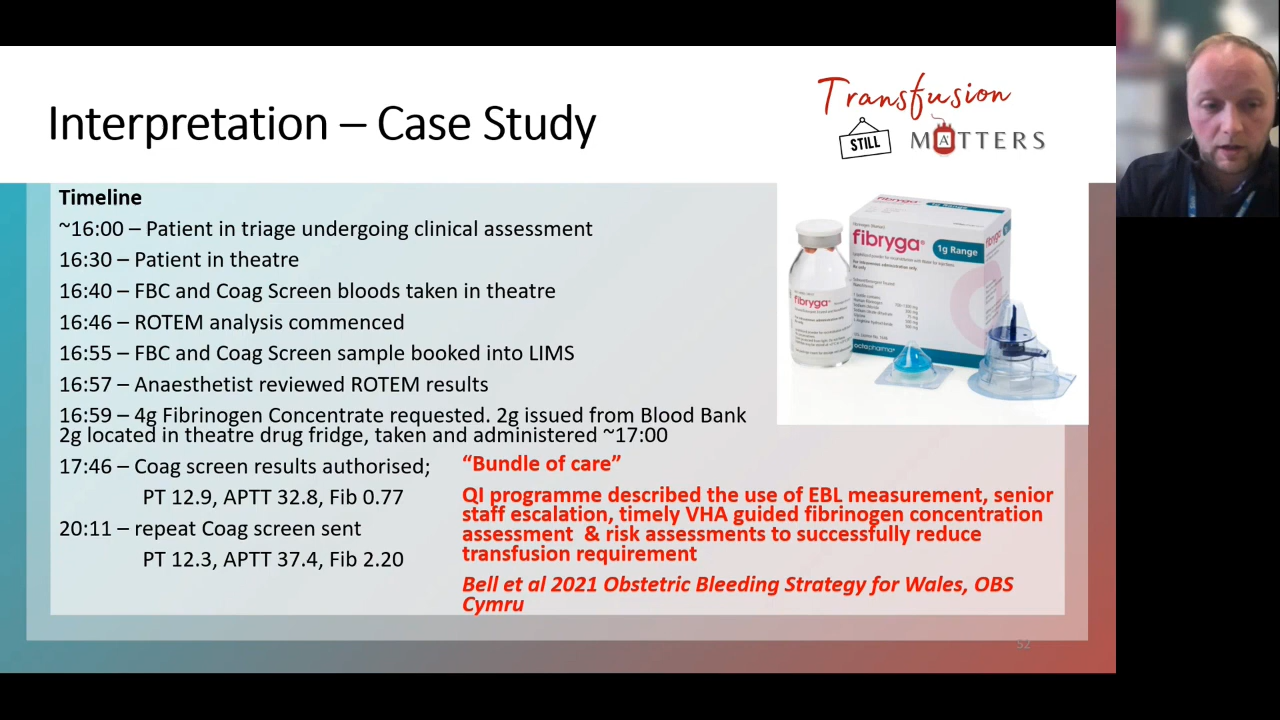 Interpretation – Case Study
Transfusion
STILL
MATTERS
Timeline
~16:00 – Patient in triage undergoing clinical assessment
16:30 – Patient in theatre
16:40 – FBC and Coag Screen bloods taken in theatre
16:46 – ROTEM analysis commenced
16:55 – FBC and Coag Screen sample booked into LIMS
16:57 – Anaesthetist reviewed ROTEM results
16:59 – 4g Fibrinogen Concentrate requested. 2g issued from Blood Bank
2g located in theatre drug fridge, taken and administered ~17:00
17:46 – Coag screen results authorised;
PT 12.9, APTT 32.8, Fib 0.77
20:11 – repeat Coag screen sent
PT 12.3, APTT 37.4, Fib 2.20
fibryga®
1g Range
fibryga
octapharma
“Bundle of care”
QI programme described the use of EBL measurement, senior
staff escalation, timely VHA guided fibrinogen concentration
assessment & risk assessments to successfully reduce
transfusion requirement
Bell et al 2021 Obstetric Bleeding Strategy for Wales, OBS
Cymru
52